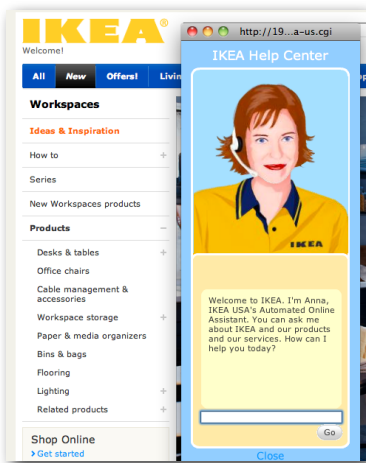 IKEA®
Welcome!
All New Offers!
Workspaces
Ideas & Inspiration
How to +
Series
New Workspaces products
Products −
Desks & tables +
Office chairs
Cable management &
accessories
Workspace storage +
Paper & media organizers
Bins & bags
Flooring
Lighting +
Related products +
Shop Online
Get started
http://19...a-us.cgi
IKEA Help Center
IKEA
Welcome to IKEA. I'm Anna,
IKEA USA's Automated Online
Assistant. You can ask me
about IKEA and our products
and our services. How can I
help you today?
Go
Close